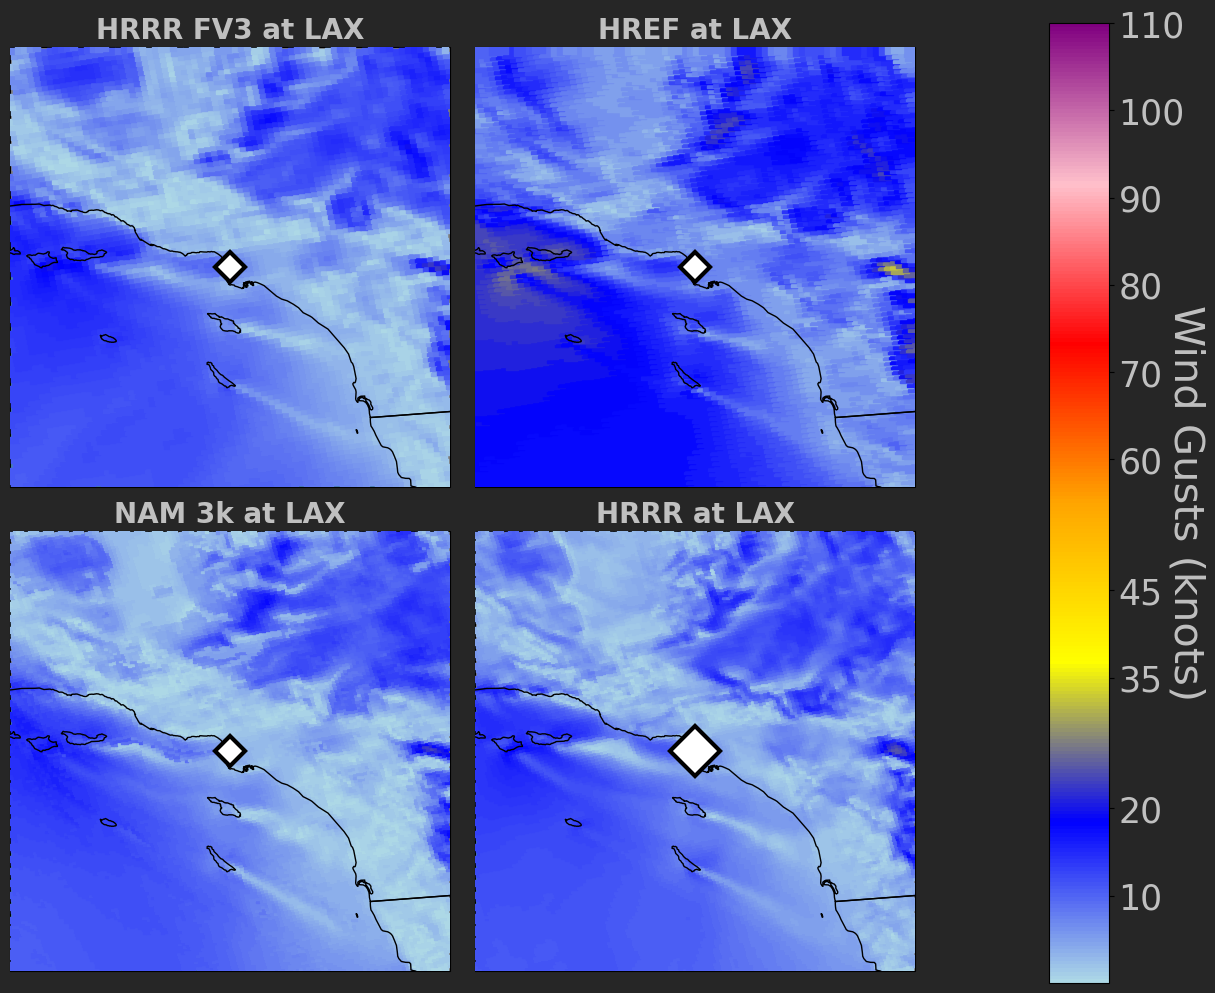 HRRR FV3 at LAX
HREF at LAX
NAM 3k at LAX
HRRR at LAX
110
100
90
80
70
60
45
35
20
10
Wind Gusts (knots)